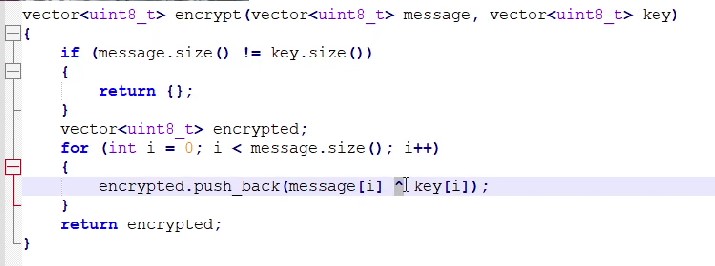 vector<uint8_t> encrypt(vector<uint8_t> message, vector<uint8_t> key)
{
    if (message.size() != key.size())
    {
        return {};
    }
    vector<uint8_t> encrypted;
    for (int i = 0; i < message.size(); i++)
    {
        encrypted.push_back(message[i] ^ key[i]);
    }
    return encrypted;
}